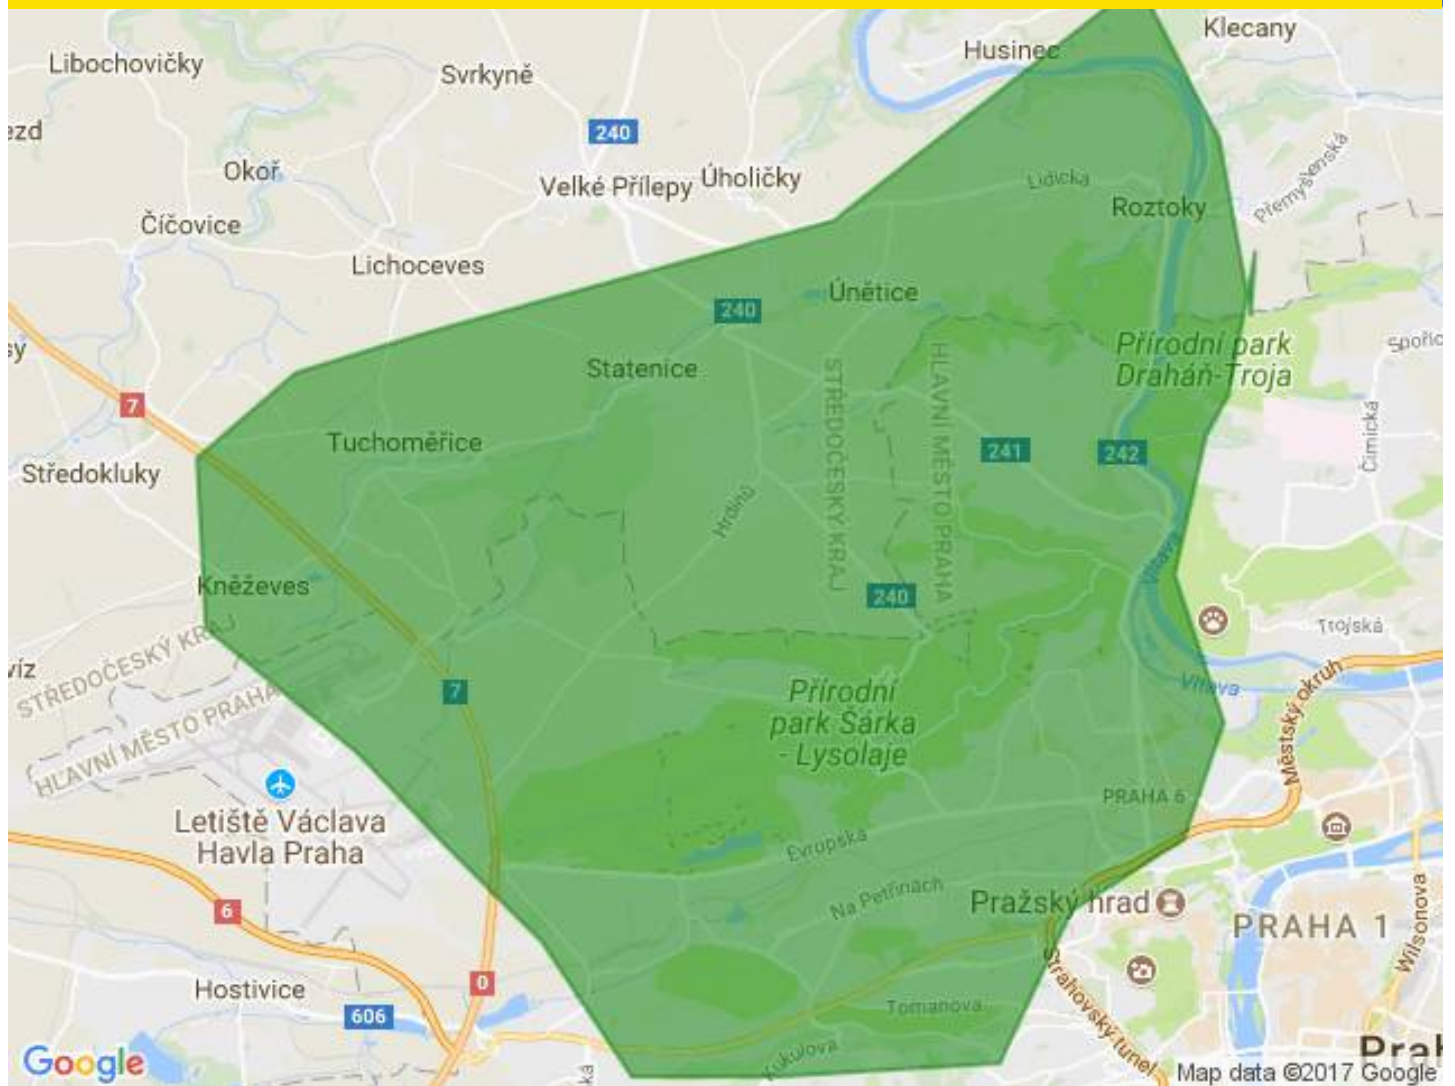 Klecany
Husinec
Libochovičky
Svrkyně
ezd
240
Okoř
Velké Přílepy
Úholičky
Lidická
Přemyšlenská
Roztoky
Číčovice
Lichoceves
Únětice
240
Přírodní park
Draháň-Troja
Statenice
STŘEDOČESKÝ KRAJ
HLAVNÍ MĚSTO PRAHA
7
Čimická
Tuchoměřice
241
242
Středokluky
Hrdinů
Vltava
Kněževes
240
STŘEDOČESKÝ KRAJ
HLAVNÍ MĚSTO PRAHA
Trojská
víz
Vltava
7
Přírodní
park Šárka
- Lysolaje
Městský okruh
PRAHA 6
Letiště Václava
Havla Praha
Evropská
Na Petřinách
Pražský hrad
6
PRAHA 1
Wilsonova
Strahovský tunel
Hostivice
0
606
Tomanova
Kukulova
ská
Google
Map data ©2017 Google